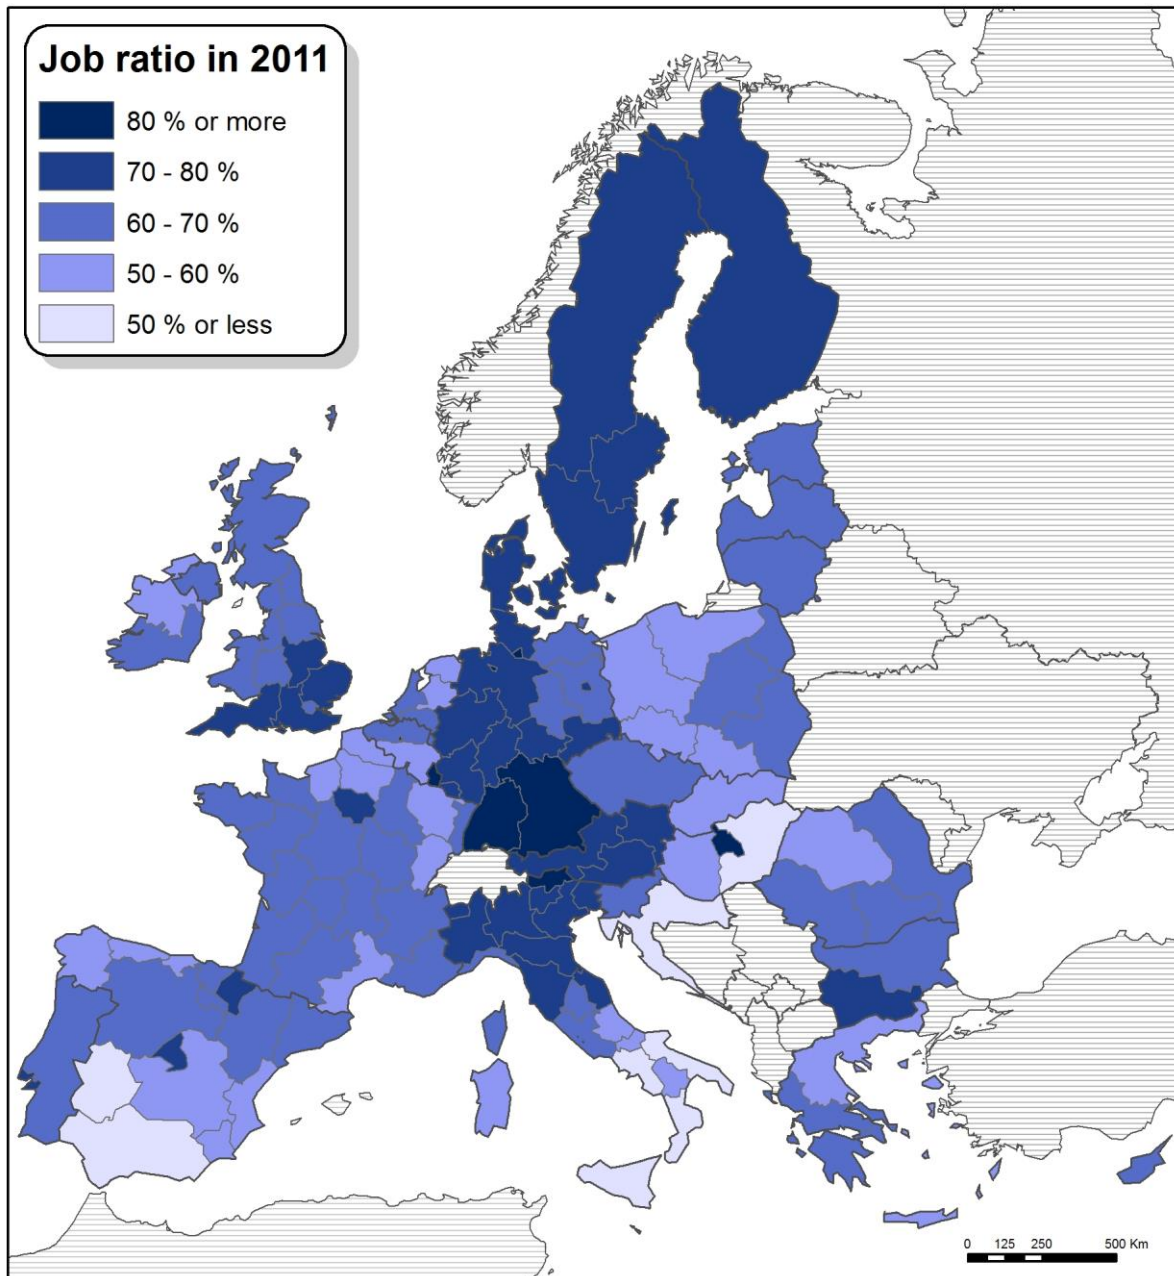 Job ratio in 2011
80 % or more
70 - 80 %
60 - 70 %
50 - 60 %
50 % or less
0 125 250 500 Km